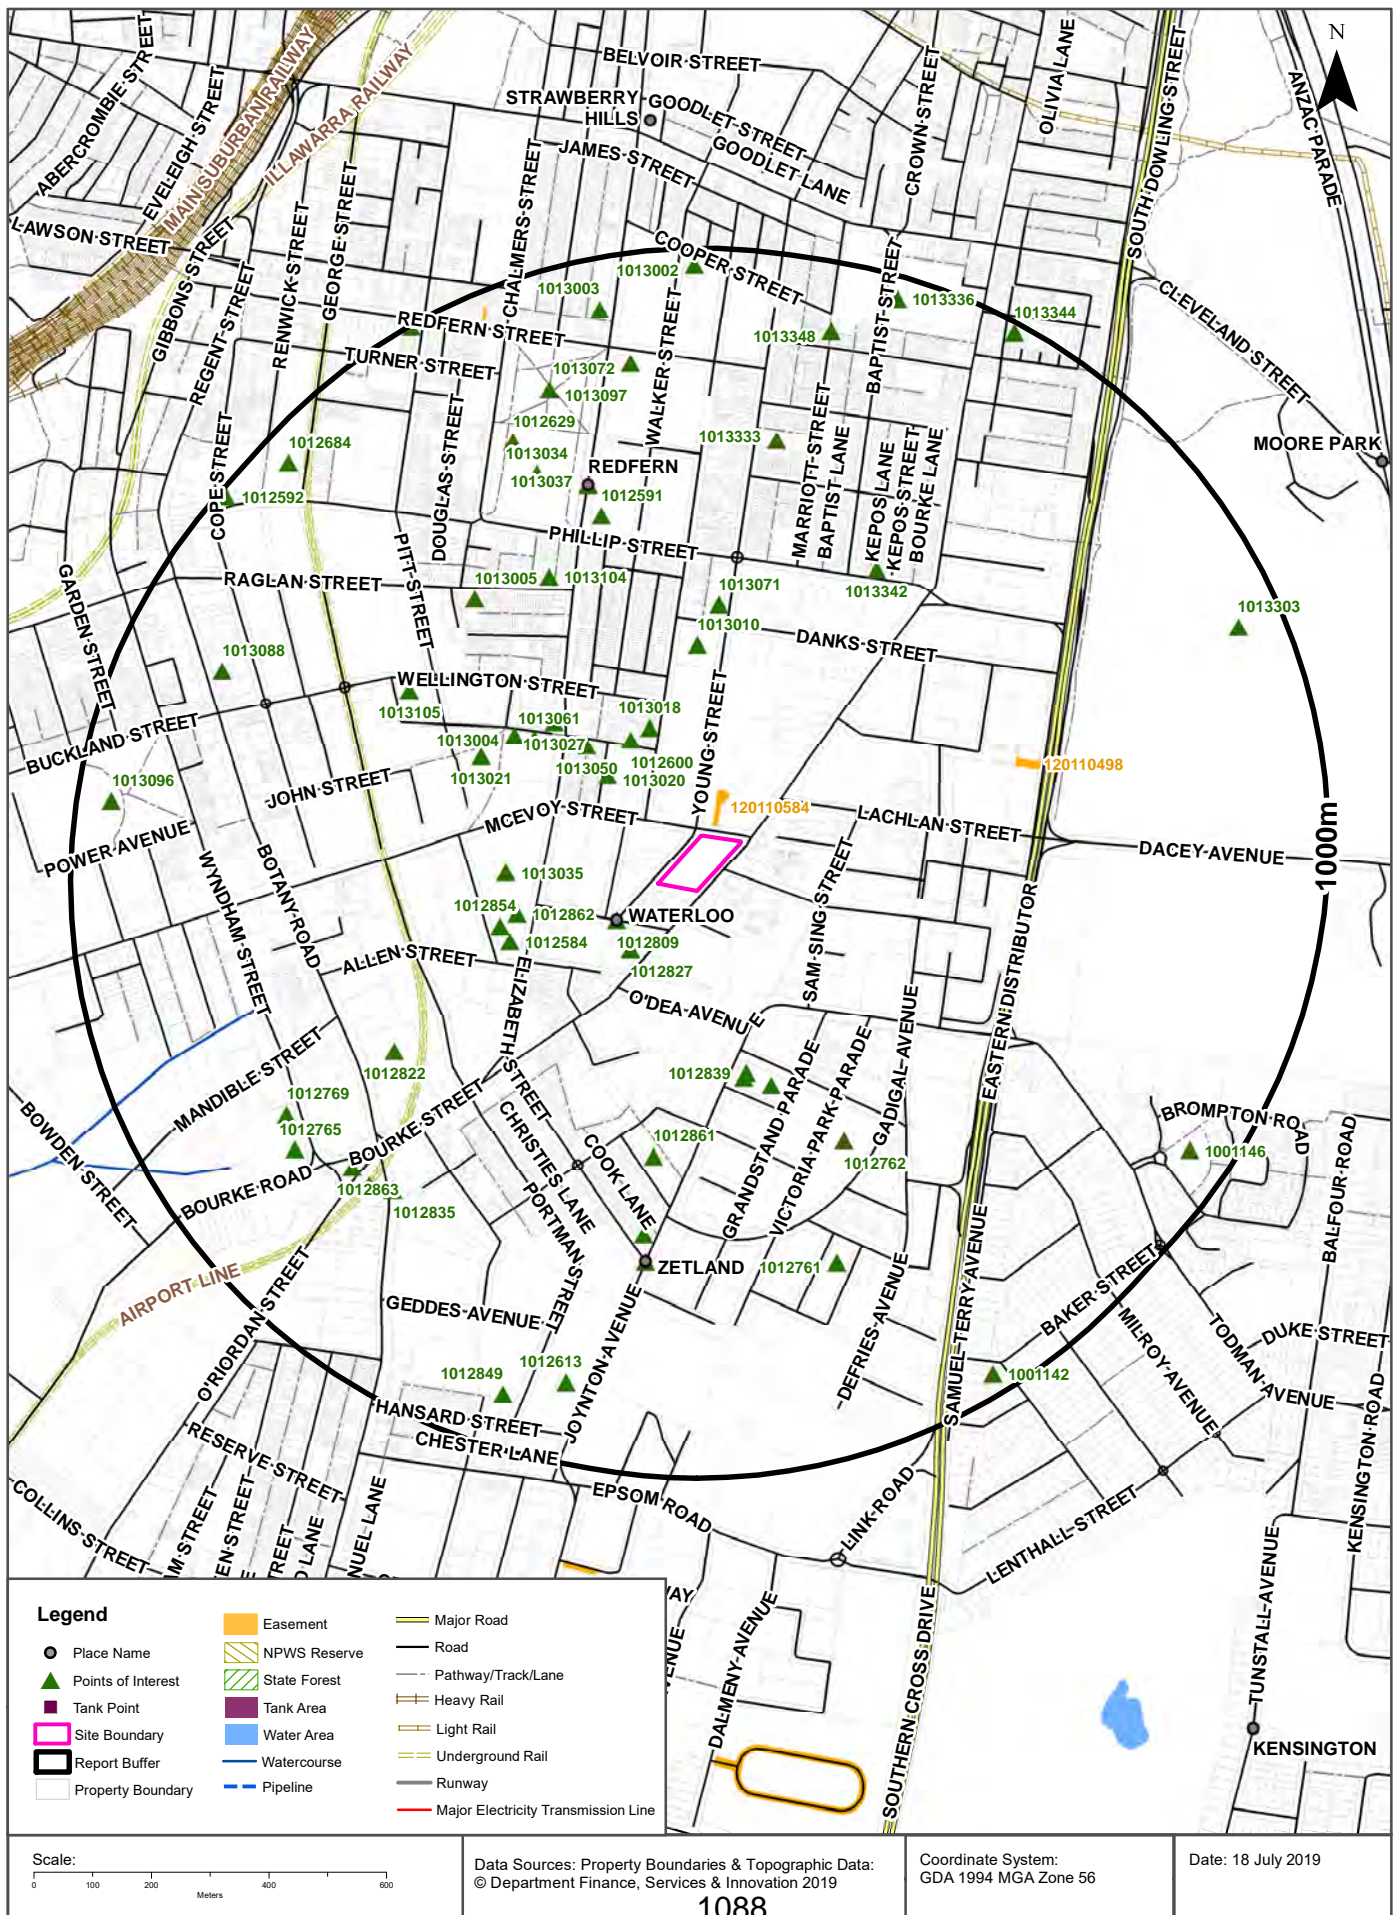 N
BELVOIR STREET
STRAWBERRY
HILLS
GOODLET STREET
GOODLET LANE
JAMES STREET
CROWN STREET
OLIVIA LANE
SOUTH DOWLING STREET
ANZAC PARADE
ABERCROMBIE STREET
EVELEIGH STREET
MAIN SUBURBAN RAILWAY
ILLAWARRA RAILWAY
LAWSON STREET
GIBBONS STREET
REGENT STREET
RENWICK STREET
GEORGE STREET
CHALMERS STREET
COOPER STREET
1013002
1013003
1013336
1013344
1013348
BAPTIST STREET
CLEVELAND STREET
REDFERN STREET
TURNER STREET
WALKER STREET
1013072
1013097
1012629
1013034
1013037
1013333
MOORE PARK
1012684
1012592
COPE STREET
DOUGLAS STREET
REDFERN
1012591
MARRIOTT STREET
BAPTIST LANE
KEPOS LANE
KEPOS STREET
BOURKE LANE
PHILLIP STREET
PITT STREET
RAGLAN STREET
GARDEN STREET
1013005
1013104
1013071
1013342
1013303
1013010
DANKS STREET
1013088
WELLINGTON STREET
1013105
1013061
1013018
YOUNG STREET
BUCKLAND STREET
1013004
1013027
1013021
1013050
1012600
1013020
120110498
1013096
JOHN STREET
POWER AVENUE
MCEVOY STREET
120110584
LACHLAN STREET
DACEY AVENUE
1000m
WYNDHAM STREET
BOTANY ROAD
1013035
1012854
1012862
1012584
WATERLOO
1012809
1012827
SAM SING STREET
ALLEN STREET
ELIZABETH STREET
O'DEA AVENUE
EASTERN DISTRIBUTOR
1012822
MANDIBLE STREET
1012769
1012765
1012839
GRANDSTAND PARADE
VICTORIA PARK PARADE
GADIGAL AVENUE
BOWDEN STREET
BOURKE STREET
BOURKE ROAD
1012863
1012835
CHRISTIES LANE
COOK LANE
PORTMAN STREET
1012861
1012762
BROMPTON ROAD
1001146
BALFOUR ROAD
AIRPORT LINE
O'RIORDAN STREET
ZETLAND
1012761
DEFRIES AVENUE
SAMUEL TERRY AVENUE
BAKER STREET
MILROY AVENUE
TODMAN AVENUE
DUKE STREET
GEDDES AVENUE
JOYNTON AVENUE
1012849
1012613
1001142
HANSARD STREET
CHESTER LANE
RESERVE STREET
COLLINS STREET
EPSOM ROAD
LINK ROAD
LENTHALL STREET
KENSINGTON ROAD
TUNSTALL AVENUE
DALMENY AVENUE
SOUTHERN CROSS DRIVE
KENSINGTON
AM STREET
EN STREET
TREET
LANE
NUEL LANE
WAY
VENUE
Legend
Place Name
Points of Interest
Tank Point
Site Boundary
Report Buffer
Property Boundary
Easement
NPWS Reserve
State Forest
Tank Area
Water Area
Watercourse
Pipeline
Major Road
Road
Pathway/Track/Lane
Heavy Rail
Light Rail
Underground Rail
Runway
Major Electricity Transmission Line
Scale:
0 100 200 400 600
Meters
Data Sources: Property Boundaries & Topographic Data:
© Department Finance, Services & Innovation 2019
1088
Coordinate System:
GDA 1994 MGA Zone 56
Date: 18 July 2019